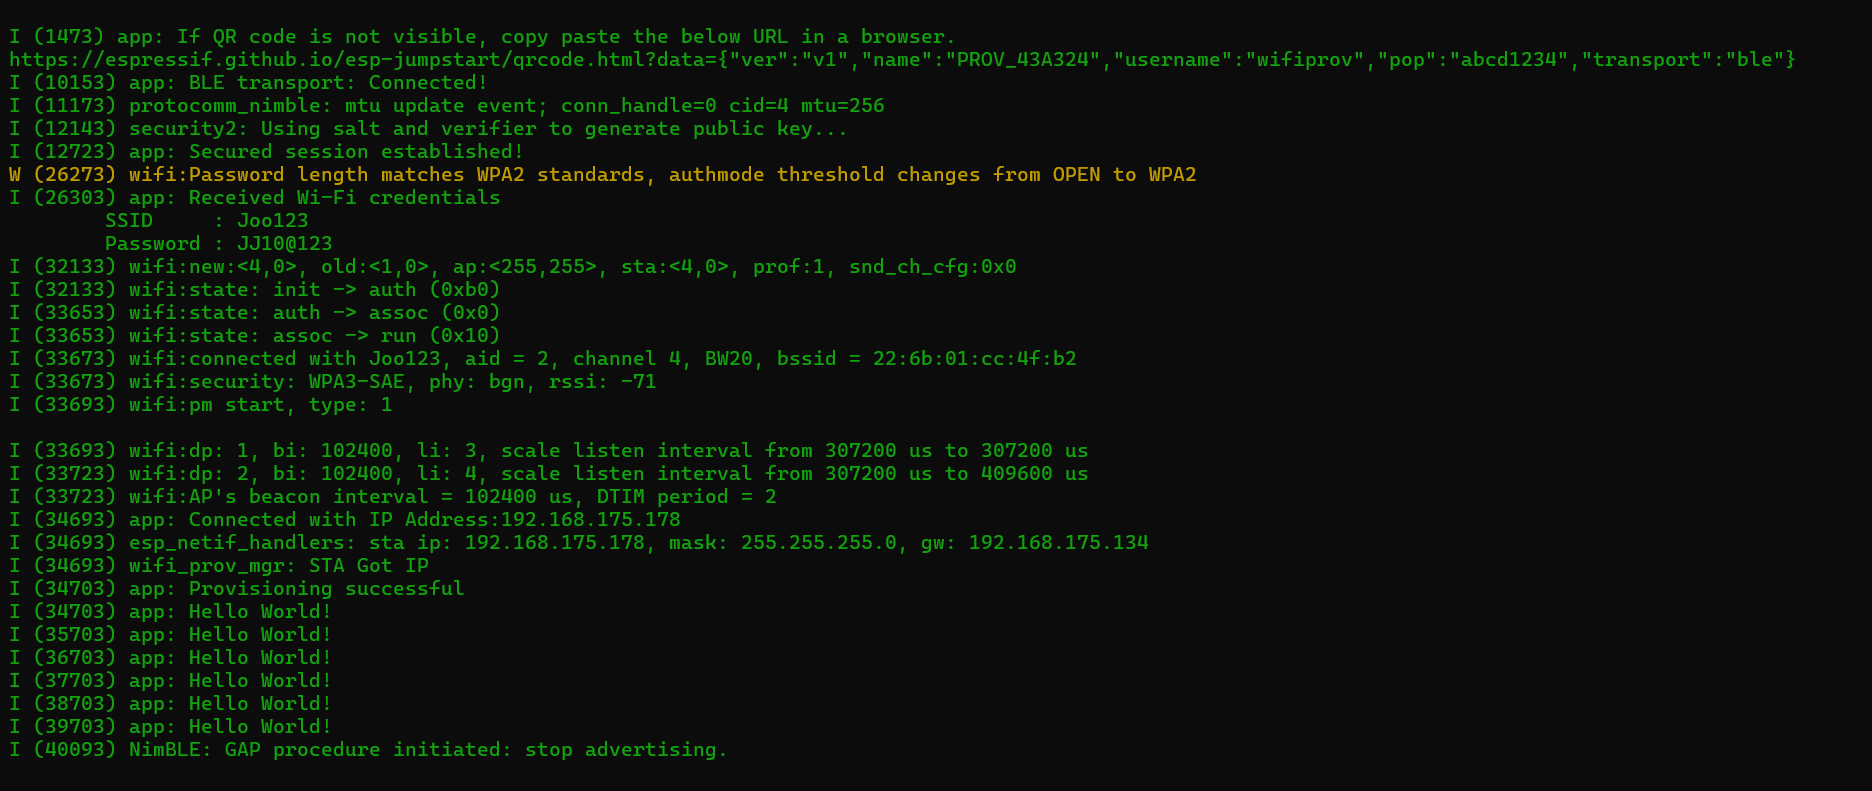 I (1473) app: If QR code is not visible, copy paste the below URL in a browser.
https://espressif.github.io/esp-jumpstart/qrcode.html?data={"ver":"v1","name":"PROV_43A324","username":"wifiprov","pop":"abcd1234","transport":"ble"}
I (10153) app: BLE transport: Connected!
I (11173) protocomm_nimble: mtu update event; conn_handle=0 cid=4 mtu=256
I (12143) security2: Using salt and verifier to generate public key...
I (12723) app: Secured session established!
W (26273) wifi:Password length matches WPA2 standards, authmode threshold changes from OPEN to WPA2
I (26303) app: Received Wi-Fi credentials
        SSID     : Joo123
        Password : JJ10@123
I (32133) wifi:new:<4,0>, old:<1,0>, ap:<255,255>, sta:<4,0>, prof:1, snd_ch_cfg:0x0
I (32133) wifi:state: init -> auth (0xb0)
I (33653) wifi:state: auth -> assoc (0x0)
I (33653) wifi:state: assoc -> run (0x10)
I (33673) wifi:connected with Joo123, aid = 2, channel 4, BW20, bssid = 22:6b:01:cc:4f:b2
I (33673) wifi:security: WPA3-SAE, phy: bgn, rssi: -71
I (33693) wifi:pm start, type: 1

I (33693) wifi:dp: 1, bi: 102400, li: 3, scale listen interval from 307200 us to 307200 us
I (33723) wifi:dp: 2, bi: 102400, li: 4, scale listen interval from 307200 us to 409600 us
I (33723) wifi:AP's beacon interval = 102400 us, DTIM period = 2
I (34693) app: Connected with IP Address:192.168.175.178
I (34693) esp_netif_handlers: sta ip: 192.168.175.178, mask: 255.255.255.0, gw: 192.168.175.134
I (34693) wifi_prov_mgr: STA Got IP
I (34703) app: Provisioning successful
I (34703) app: Hello World!
I (35703) app: Hello World!
I (36703) app: Hello World!
I (37703) app: Hello World!
I (38703) app: Hello World!
I (39703) app: Hello World!
I (40093) NimBLE: GAP procedure initiated: stop advertising.